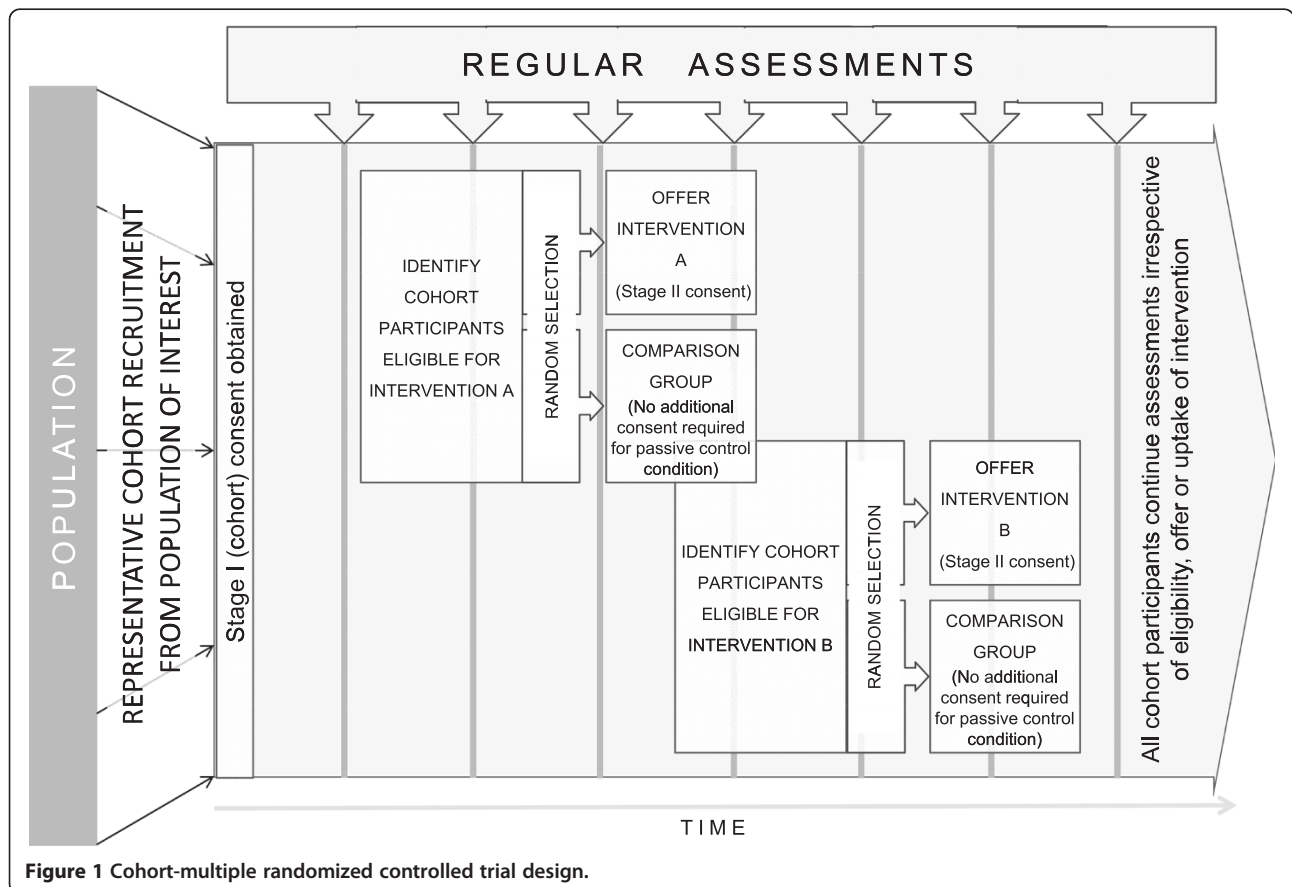 REGULAR ASSESSMENTS
POPULATION
REPRESENTATIVE COHORT RECRUITMENT
FROM POPULATION OF INTEREST
Stage I (cohort) consent obtained
IDENTIFY
COHORT
PARTICIPANTS
ELIGIBLE FOR
INTERVENTION A
RANDOM SELECTION
OFFER
INTERVENTION
A
(Stage II consent)
COMPARISON
GROUP
(No additional
consent required
for passive control
condition)
IDENTIFY COHORT
PARTICIPANTS
ELIGIBLE FOR
INTERVENTION B
RANDOM SELECTION
OFFER
INTERVENTION
B
(Stage II consent)
COMPARISON
GROUP
(No additional
consent required
for passive control
condition)
All cohort participants continue assessments irrespective
of eligibility, offer or uptake of intervention
TIME
Figure 1 Cohort-multiple randomized controlled trial design.